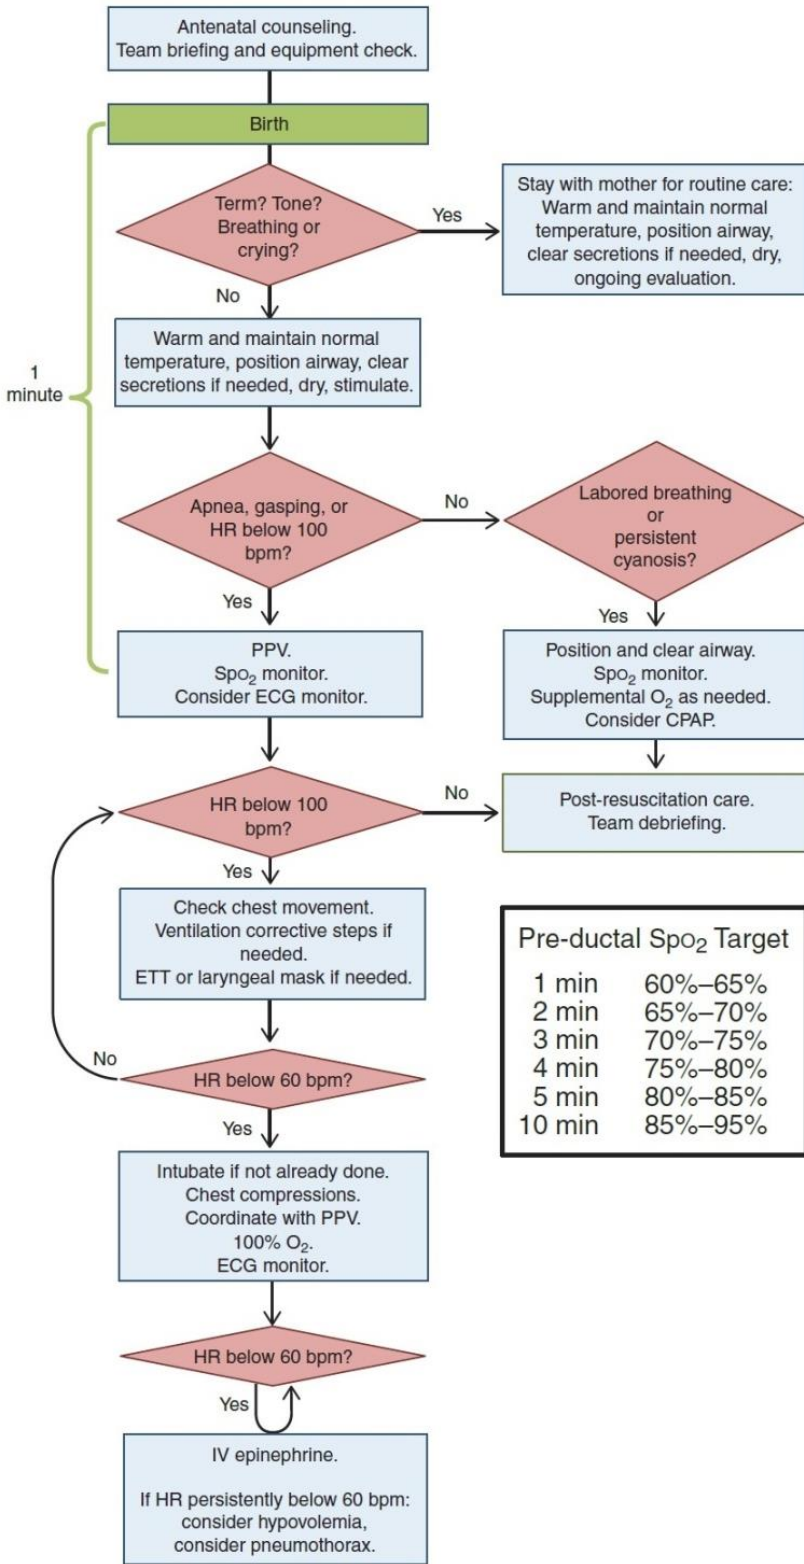 Antenatal counseling.
Team briefing and equipment check.
Birth
Term? Tone?
Breathing or
crying?
Yes
Stay with mother for routine care:
Warm and maintain normal
temperature, position airway,
clear secretions if needed, dry,
ongoing evaluation.
No
1
minute
Warm and maintain normal
temperature, position airway, clear
secretions if needed, dry, stimulate.
Apnea, gasping, or
HR below 100
bpm?
No
Labored breathing
or
persistent
cyanosis?
Yes
Yes
PPV.
SpO₂ monitor.
Consider ECG monitor.
Position and clear airway.
SpO₂ monitor.
Supplemental O₂ as needed.
Consider CPAP.
HR below 100
bpm?
No
Post-resuscitation care.
Team debriefing.
Yes
Check chest movement.
Ventilation corrective steps if
needed.
ETT or laryngeal mask if needed.
No
HR below 60 bpm?
Yes
Pre-ductal SpO₂ Target
1 min 60%–65%
2 min 65%–70%
3 min 70%–75%
4 min 75%–80%
5 min 80%–85%
10 min 85%–95%
Intubate if not already done.
Chest compressions.
Coordinate with PPV.
100% O₂.
ECG monitor.
HR below 60 bpm?
Yes
IV epinephrine.
If HR persistently below 60 bpm:
consider hypovolemia,
consider pneumothorax.